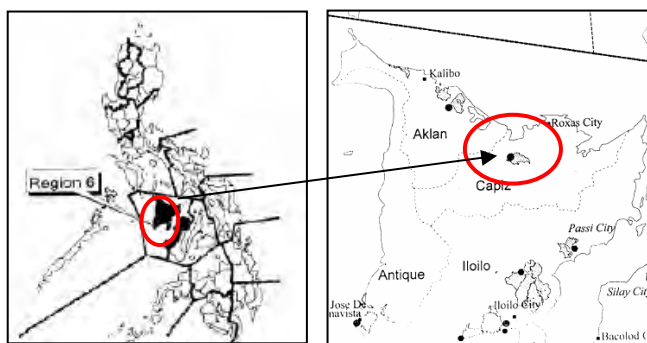 Region 6
Kalibo
Roxas City
Aklan
Capiz
Passi City
Antique
Iloilo
Silay City
Jose De
navista
Iloilo City
Bacolod C